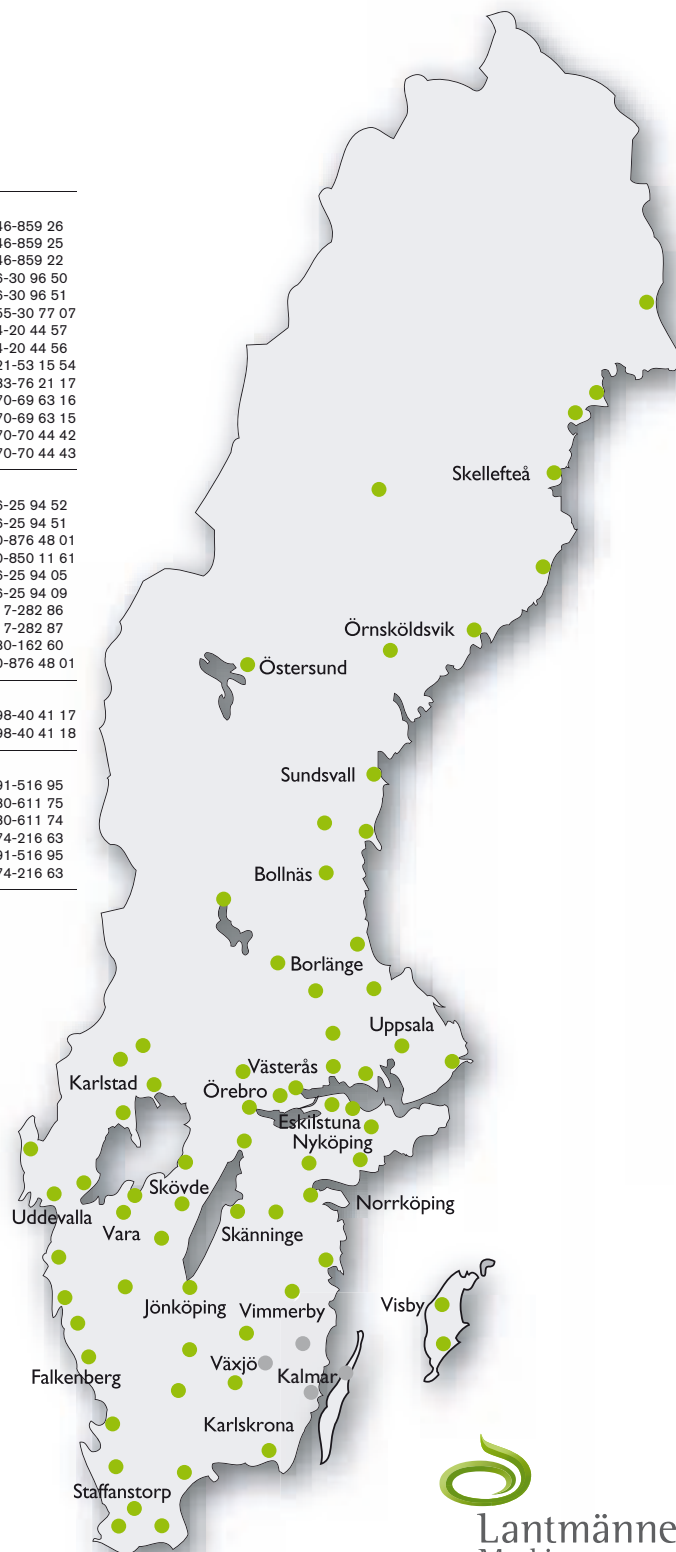 46-859 26
46-859 25
46-859 22
6-30 96 50
6-30 96 51
55-30 77 07
4-20 44 57
4-20 44 56
21-53 15 54
33-76 21 17
70-69 63 16
70-69 63 15
70-70 44 42
70-70 44 43
6-25 94 52
6-25 94 51
0-876 48 01
0-850 11 61
6-25 94 05
6-25 94 09
17-282 86
17-282 87
80-162 60
0-876 48 01
98-40 41 17
98-40 41 18
91-516 95
80-611 75
80-611 74
74-216 63
91-516 95
74-216 63
Skellefteå
Örnsköldsvik
Östersund
Sundsvall
Bollnäs
Borlänge
Uppsala
Västerås
Karlstad
Örebro
Eskilstuna
Nyköping
Skövde
Norrköping
Uddevalla
Vara
Skänninge
Jönköping
Vimmerby
Visby
Växjö
Falkenberg
Kalmar
Karlskrona
Staffanstorp
Lantmänne